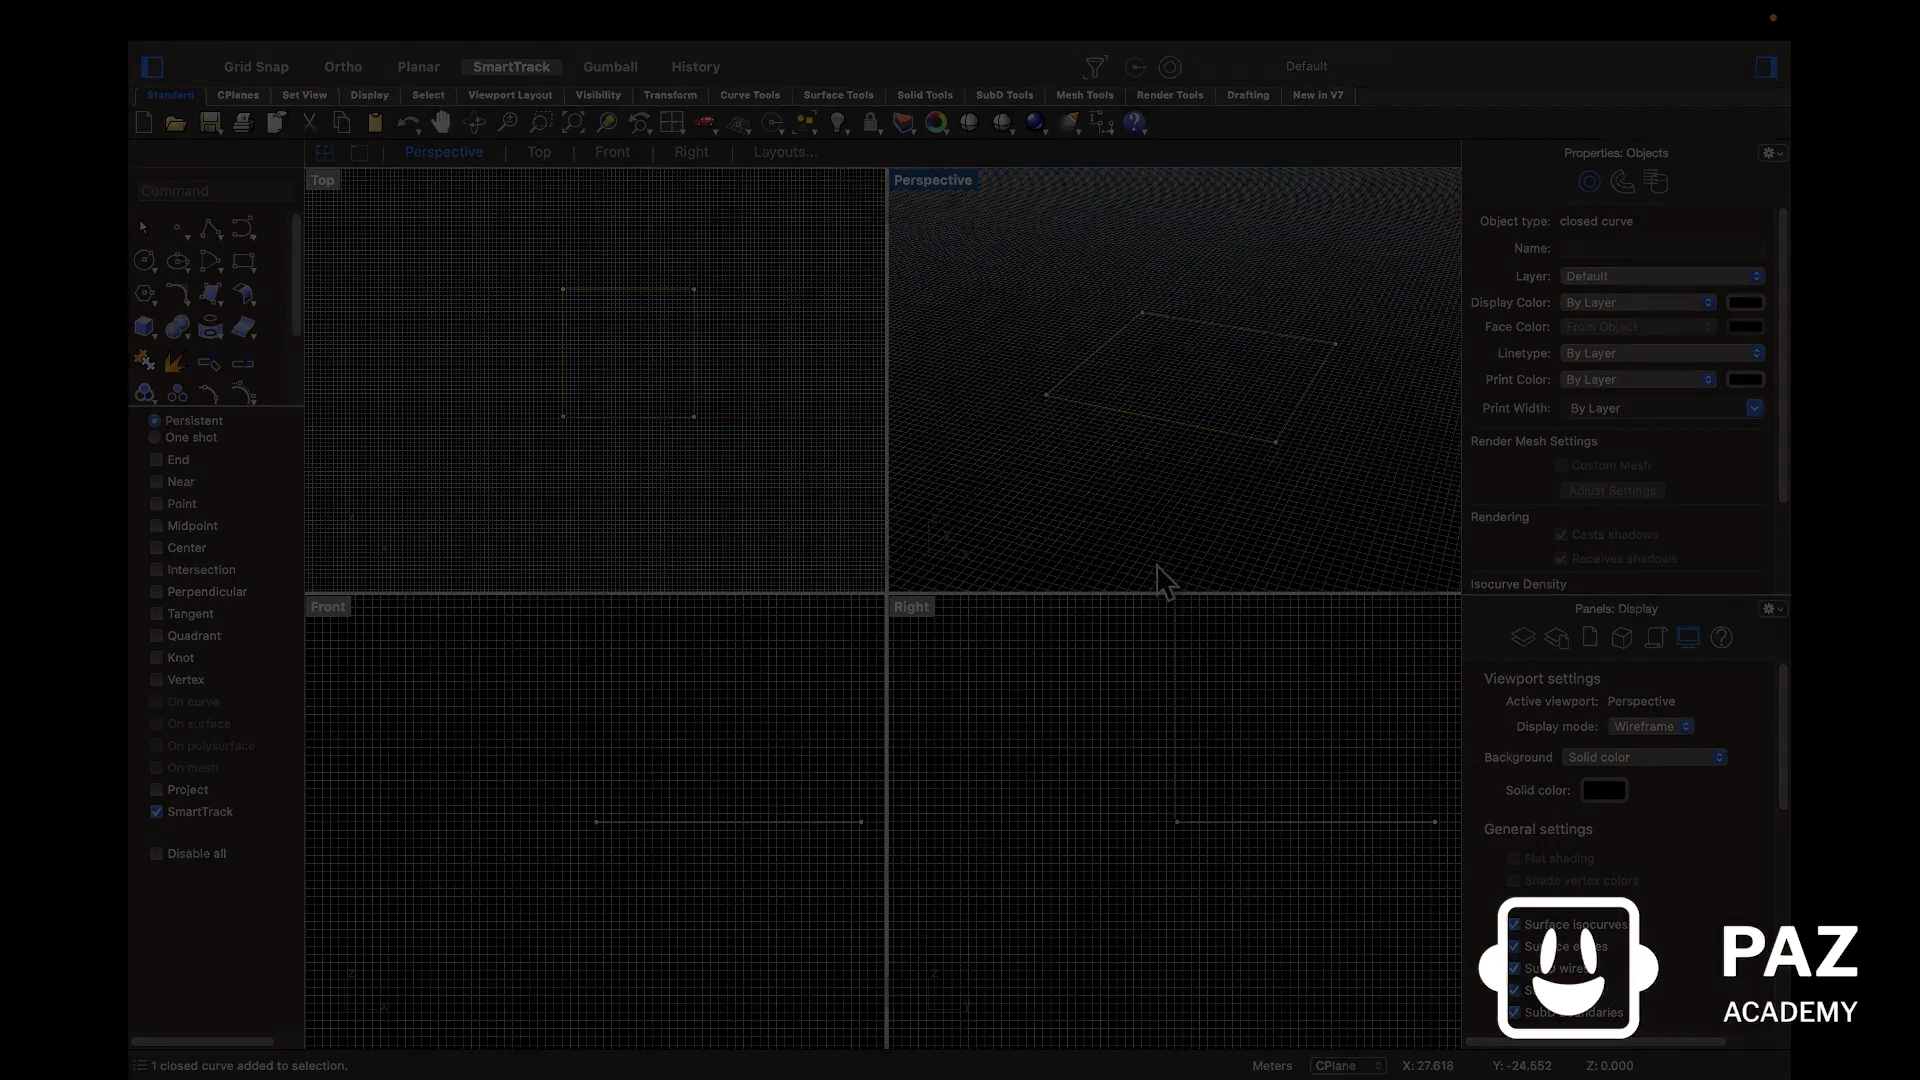 Grid Snap Ortho Planar SmartTrack Gumball History Default
Standard CPlanes Set View Display Select Viewport Layout Visibility Transform Curve Tools Surface Tools Solid Tools SubD Tools Mesh Tools Render Tools Drafting New in V7
Perspective Top Front Right Layouts...
Command
Persistent
One shot
End
Near
Point
Midpoint
Center
Intersection
Perpendicular
Tangent
Quadrant
Knot
Vertex
On curve
On surface
On polysurface
On mesh
Project
SmartTrack
Disable all
Top
Perspective
Front
z
x
Right
z
y
Properties: Objects
Object type: closed curve
Name:
Layer: Default
Display Color: By Layer
Face Color: From Object
Linetype: By Layer
Print Color: By Layer
Print Width: By Layer
Render Mesh Settings
Custom Mesh
Adjust Settings
Rendering
Casts shadows
Receives shadows
Isocurve Density
Panels: Display
Viewport settings
Active viewport: Perspective
Display mode: Wireframe
Background Solid color
Solid color:
General settings
Flat shading
Shade vertex colors
Surface isocurves
PAZ
ACADEMY
1 closed curve added to selection.
Meters CPlane X: 27.618 Y: -24.552 Z: 0.000